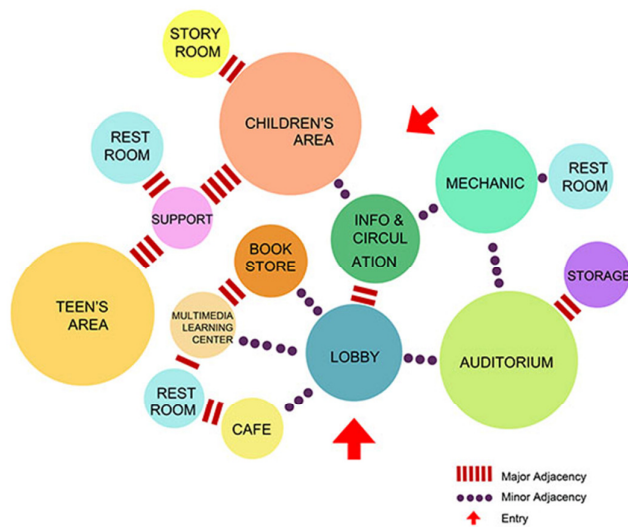 STORY
ROOM
CHILDREN'S
AREA
REST
ROOM
SUPPORT
MECHANIC
REST
ROOM
INFO &
CIRCUL
ATION
BOOK
STORE
STORAGE
TEEN'S
AREA
MULTIMEDIA
LEARNING
CENTER
LOBBY
AUDITORIUM
REST
ROOM
CAFE
Major Adjacency
Minor Adjacency
Entry